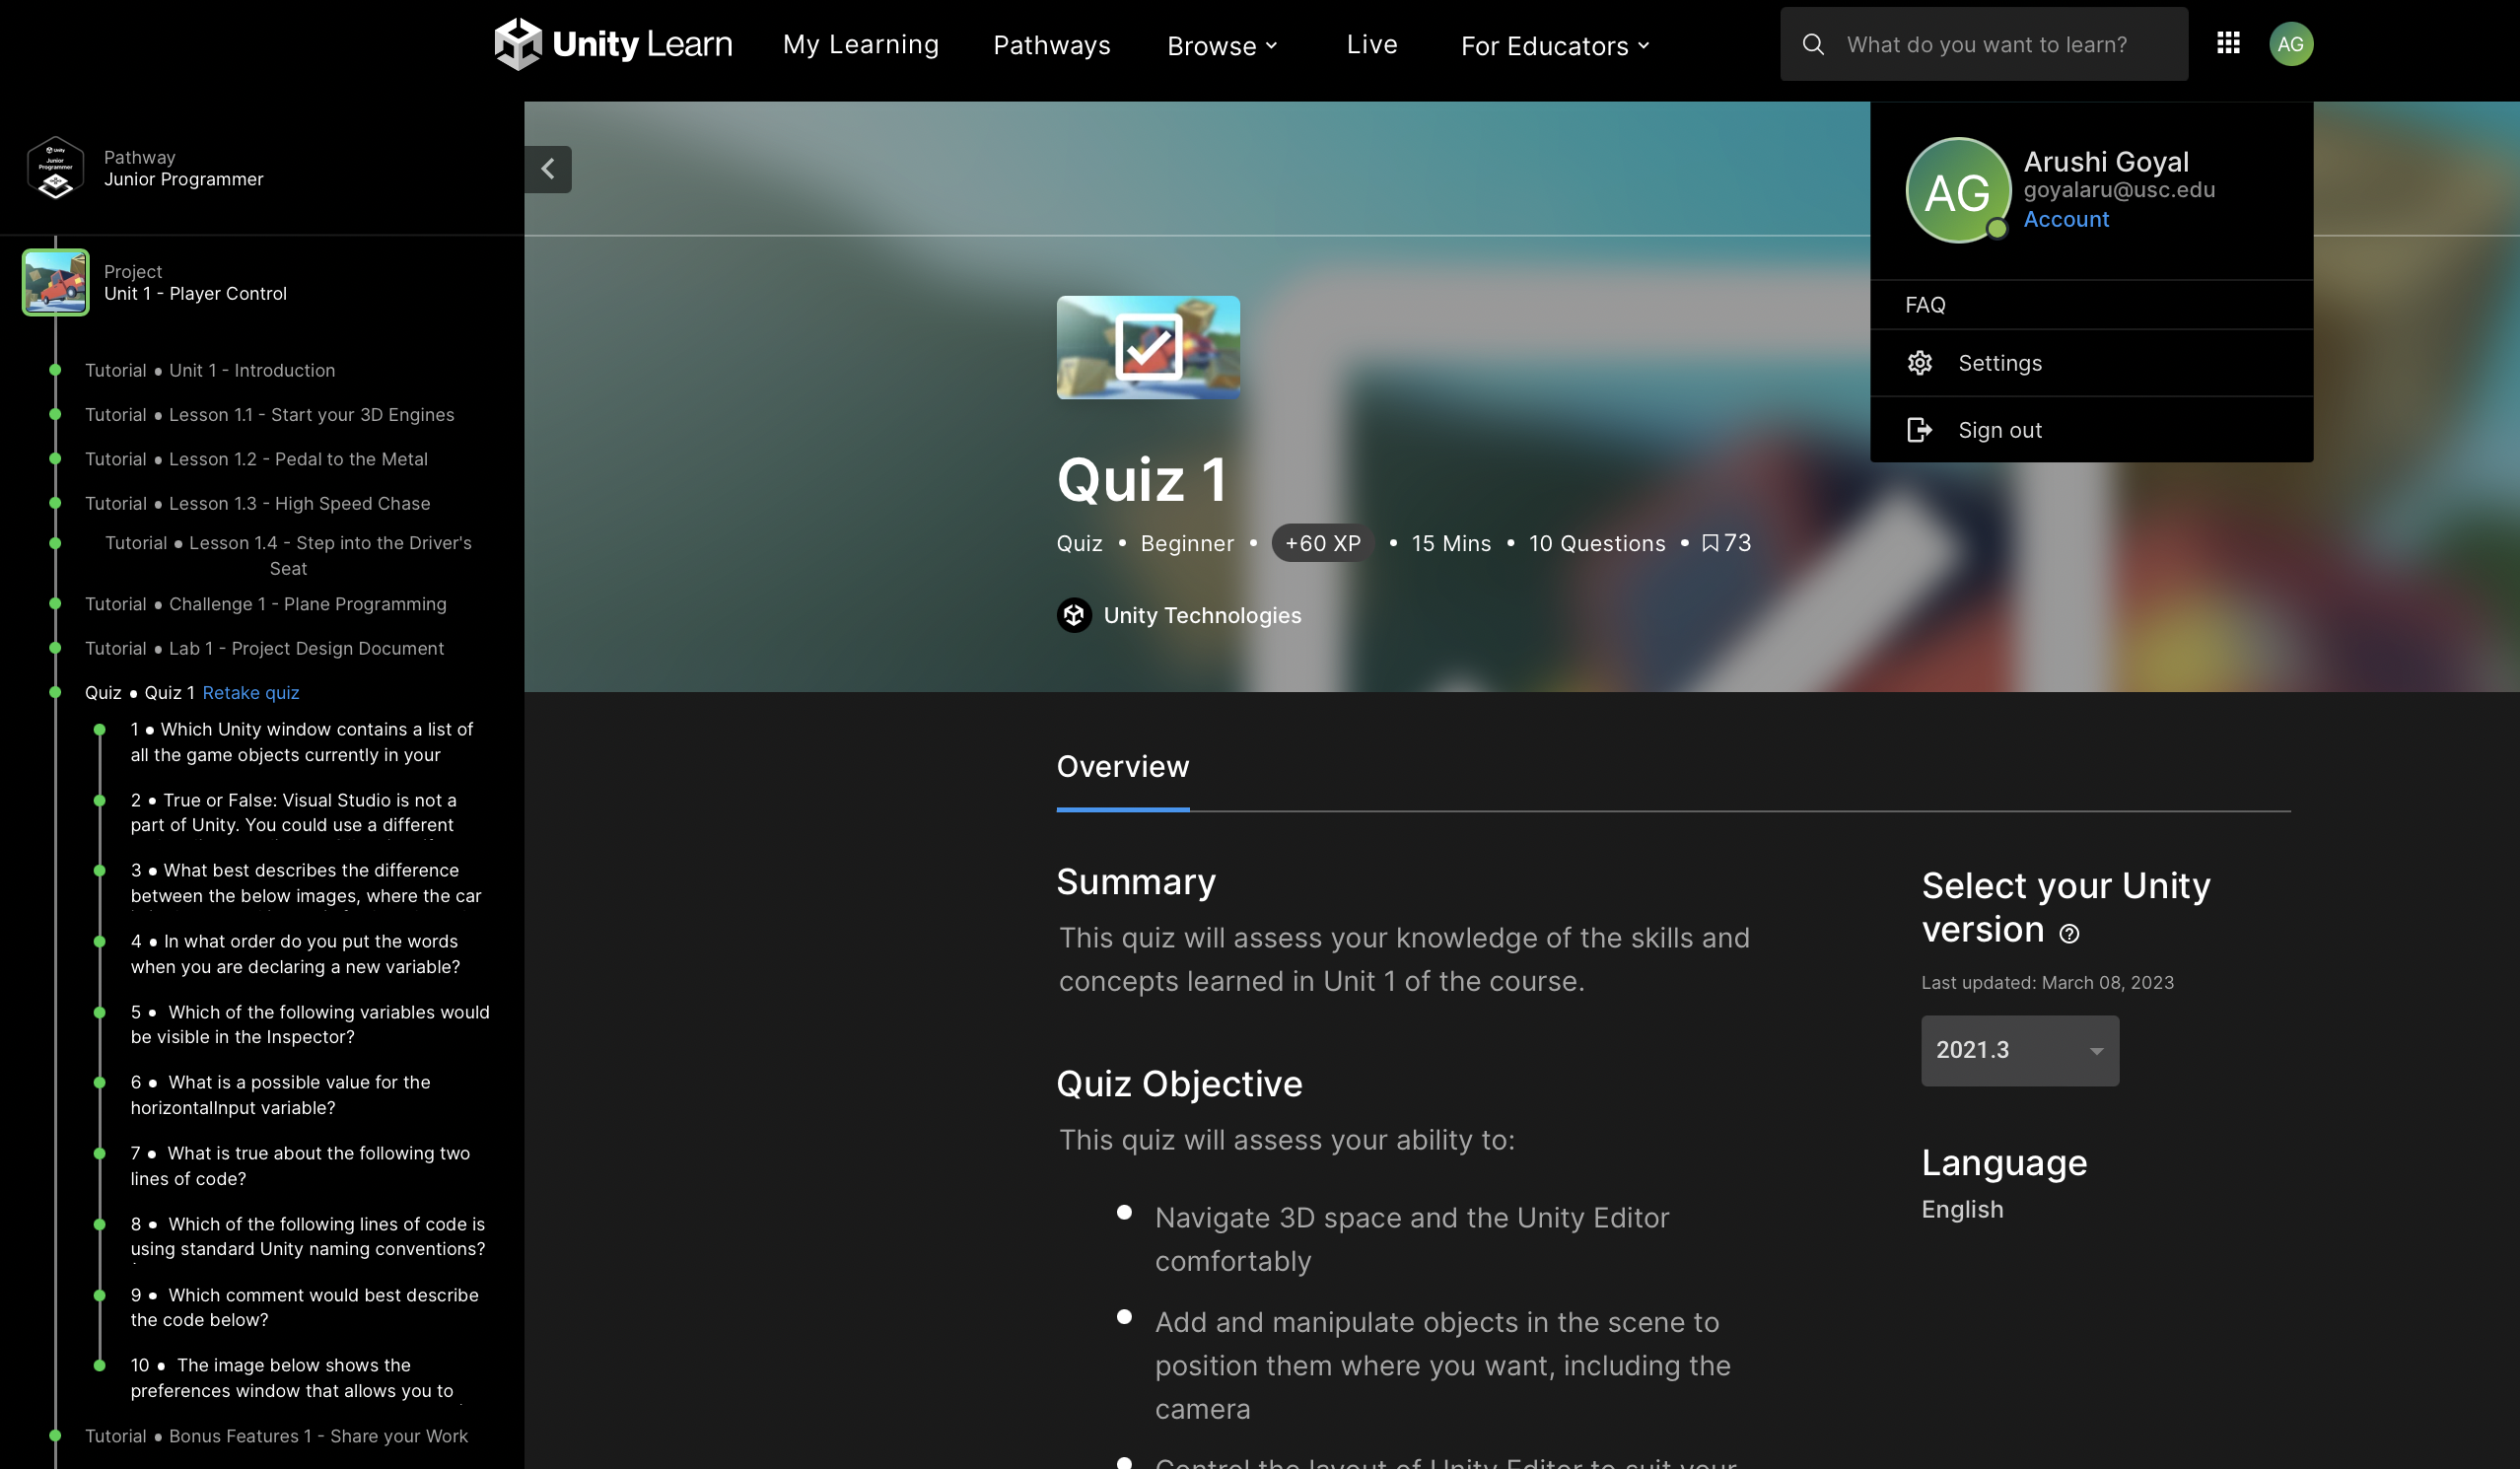 Unity Learn
My Learning
Pathways
Browse
Live
For Educators
What do you want to learn?
AG
Pathway
Junior Programmer
Unity
Junior
Programmer
Project
Unit 1 - Player Control
Tutorial • Unit 1 - Introduction
Tutorial • Lesson 1.1 - Start your 3D Engines
Tutorial • Lesson 1.2 - Pedal to the Metal
Tutorial • Lesson 1.3 - High Speed Chase
Tutorial • Lesson 1.4 - Step into the Driver's
Seat
Tutorial • Challenge 1 - Plane Programming
Tutorial • Lab 1 - Project Design Document
Quiz • Quiz 1 Retake quiz
1 • Which Unity window contains a list of
all the game objects currently in your
2 • True or False: Visual Studio is not a
part of Unity. You could use a different
3 • What best describes the difference
between the below images, where the car
4 • In what order do you put the words
when you are declaring a new variable?
5 • Which of the following variables would
be visible in the Inspector?
6 • What is a possible value for the
horizontalInput variable?
7 • What is true about the following two
lines of code?
8 • Which of the following lines of code is
using standard Unity naming conventions?
9 • Which comment would best describe
the code below?
10 • The image below shows the
preferences window that allows you to
Tutorial • Bonus Features 1 - Share your Work
AG
Arushi Goyal
goyalaru@usc.edu
Account
FAQ
Settings
Sign out
Quiz 1
Quiz • Beginner • +60 XP • 15 Mins • 10 Questions • 73
Unity Technologies
Overview
Summary
This quiz will assess your knowledge of the skills and
concepts learned in Unit 1 of the course.
Quiz Objective
This quiz will assess your ability to:
• Navigate 3D space and the Unity Editor
comfortably
• Add and manipulate objects in the scene to
position them where you want, including the
camera
• Control the layout of Unity Editor to suit your
Select your Unity
version
Last updated: March 08, 2023
2021.3
Language
English